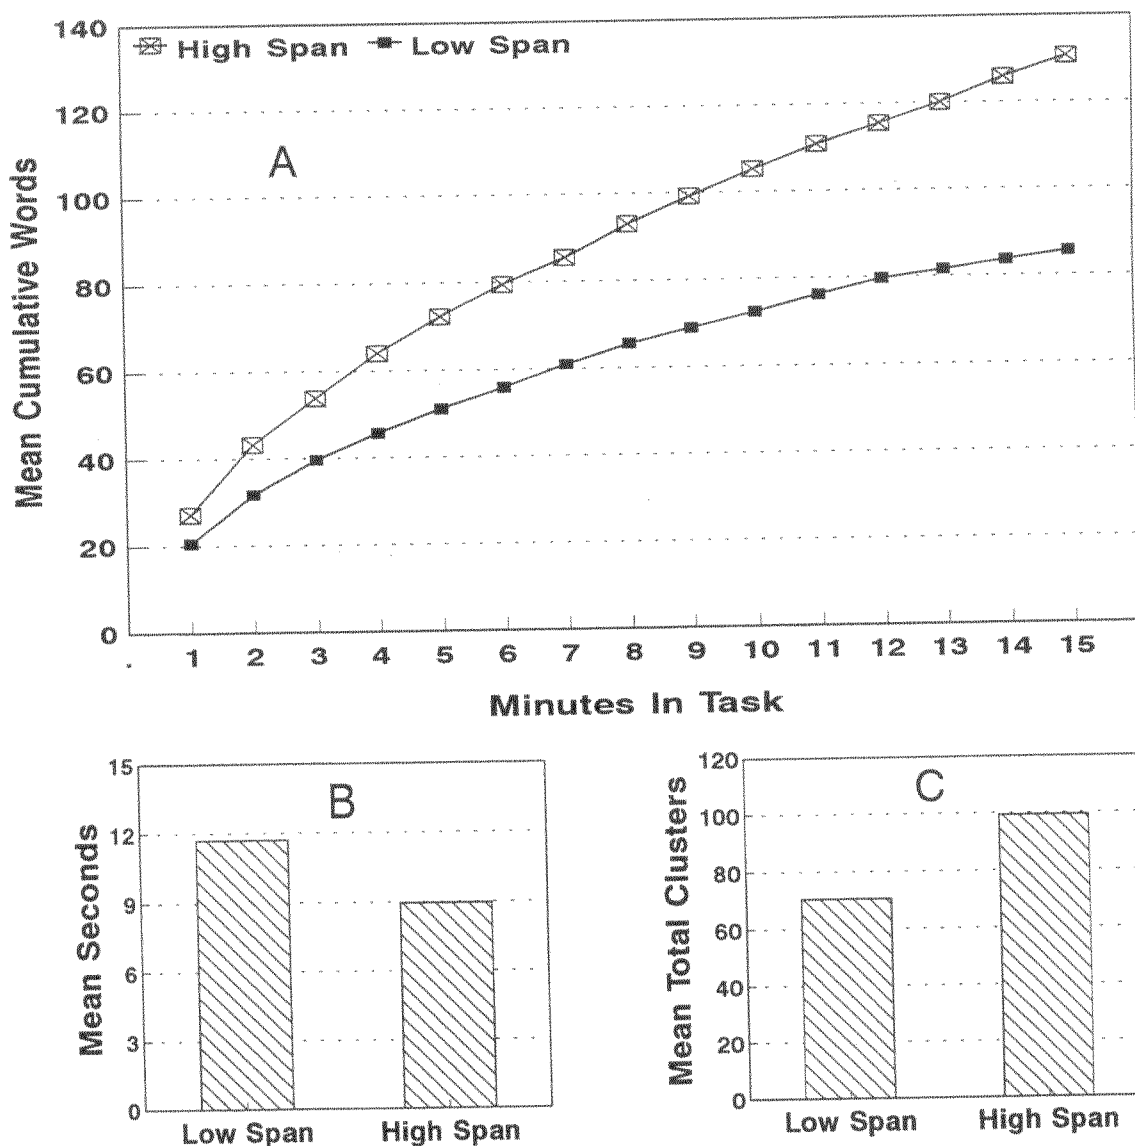 140
High Span Low Span
120
A
100
80
60
40
20
0
Mean Cumulative Words
1 2 3 4 5 6 7 8 9 10 11 12 13 14 15
Minutes In Task
15
B
12
9
6
3
0
Mean Seconds
Low Span High Span
120
C
100
80
60
40
20
0
Mean Total Clusters
Low Span High Span